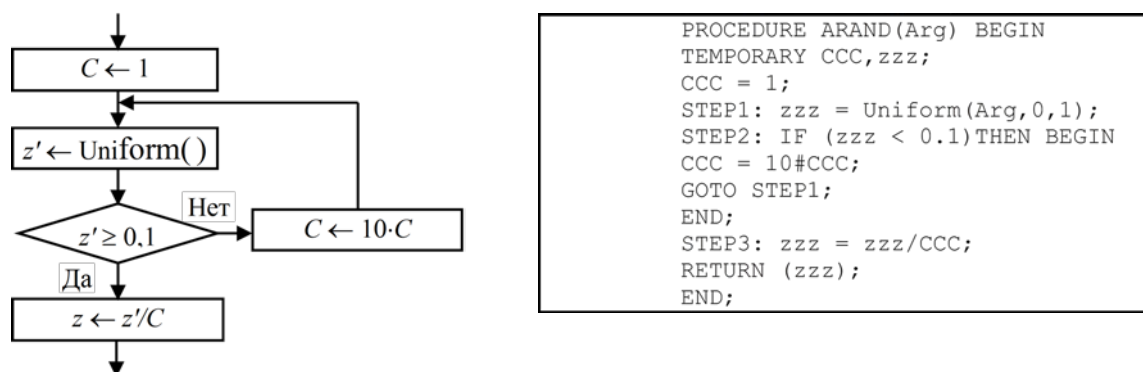 C ← 1
z′ ← Uniform( )
z′ ≥ 0,1
Нет
C ← 10·C
Да
z ← z′/C
PROCEDURE ARAND(Arg) BEGIN
TEMPORARY CCC,zzz;
CCC = 1;
STEP1: zzz = Uniform(Arg,0,1);
STEP2: IF (zzz < 0.1)THEN BEGIN
CCC = 10#CCC;
GOTO STEP1;
END;
STEP3: zzz = zzz/CCC;
RETURN (zzz);
END;